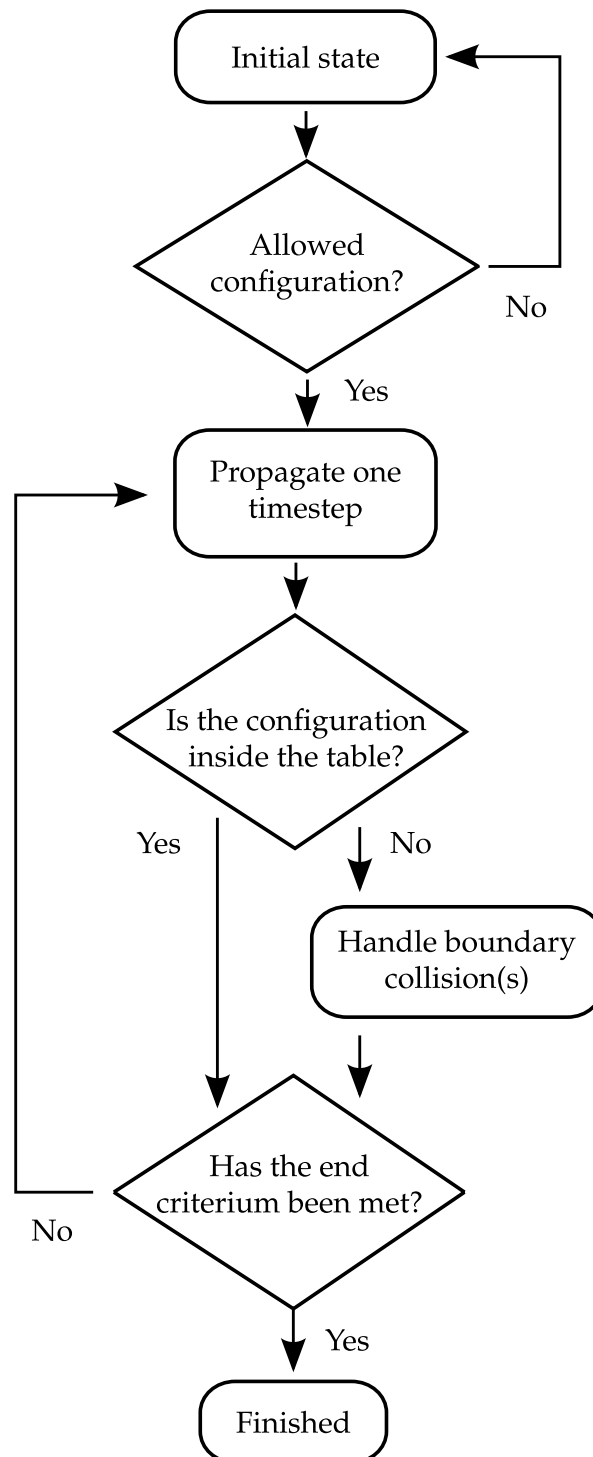 Initial state
Allowed
configuration?
No
Yes
Propagate one
timestep
Is the configuration
inside the table?
Yes
No
Handle boundary
collision(s)
Has the end
criterium been met?
No
Yes
Finished